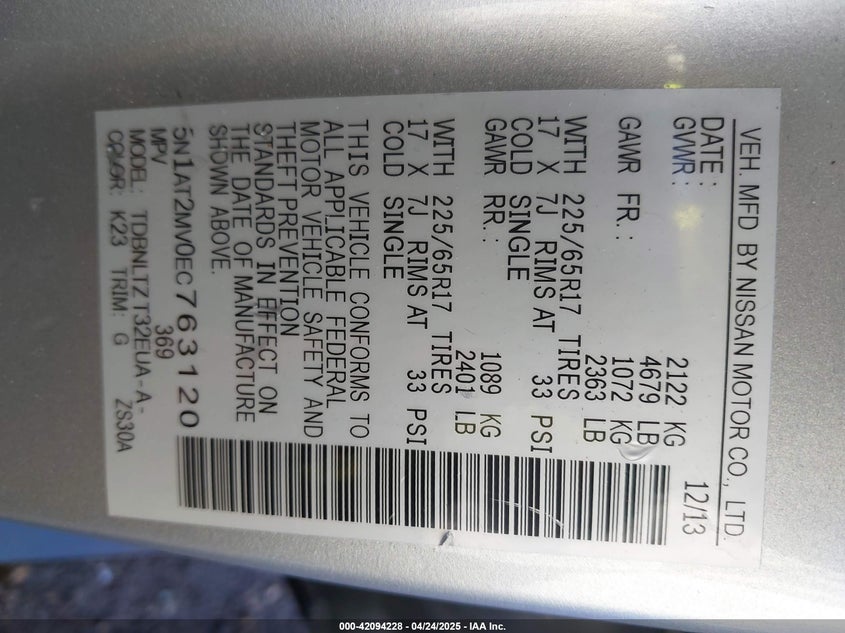 VEH. MFD BY NISSAN MOTOR CO., LTD.
DATE: 12/13
GVWR: 2122 KG
4679 LB
GAWR FR.: 1072 KG
2363 LB
WITH 225/65R17 TIRES
17 X 7J RIMS AT 33 PSI
COLD SINGLE
GAWR RR.: 1089 KG
2401 LB
WITH 225/65R17 TIRES
17 X 7J RIMS AT 33 PSI
COLD SINGLE
THIS VEHICLE CONFORMS TO
ALL APPLICABLE FEDERAL
MOTOR VEHICLE SAFETY AND
THEFT PREVENTION
STANDARDS IN EFFECT ON
THE DATE OF MANUFACTURE
SHOWN ABOVE.
5N1AT2MV0EC763120
MPV 369
MODEL: TDBNLTZ T32EUA-A-
COLOR: K23 TRIM: G ZS30A
000-42094228 - 04/24/2025 - IAA Inc.